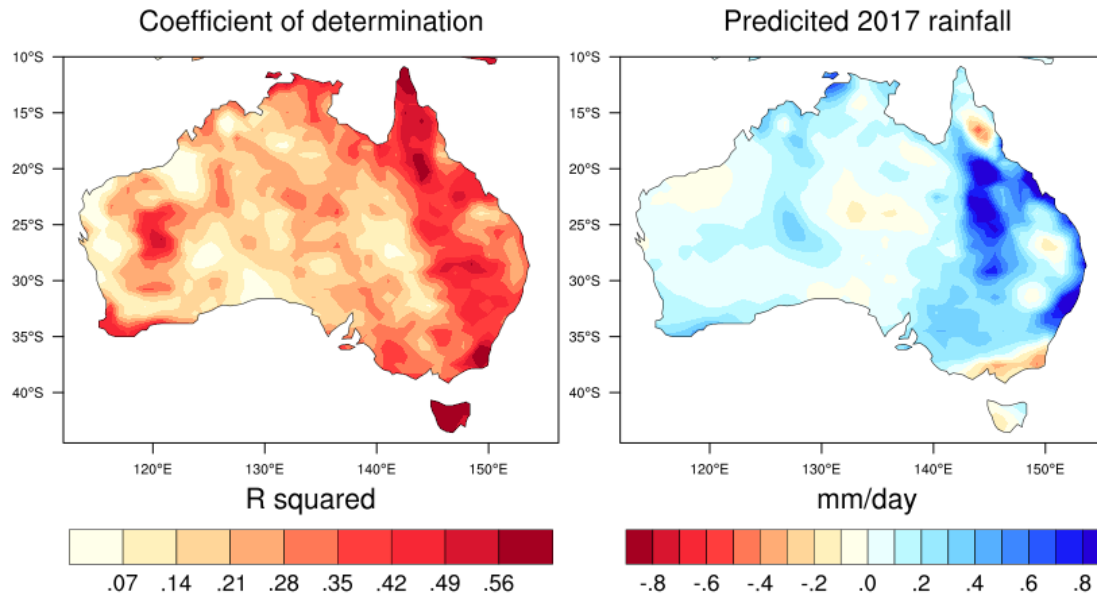 Coefficient of determination
Predicited 2017 rainfall
10°S
15°S
20°S
25°S
30°S
35°S
40°S
120°E 130°E 140°E 150°E
R squared
.07 .14 .21 .28 .35 .42 .49 .56
10°S
15°S
20°S
25°S
30°S
35°S
40°S
120°E 130°E 140°E 150°E
mm/day
-.8 -.6 -.4 -.2 .0 .2 .4 .6 .8